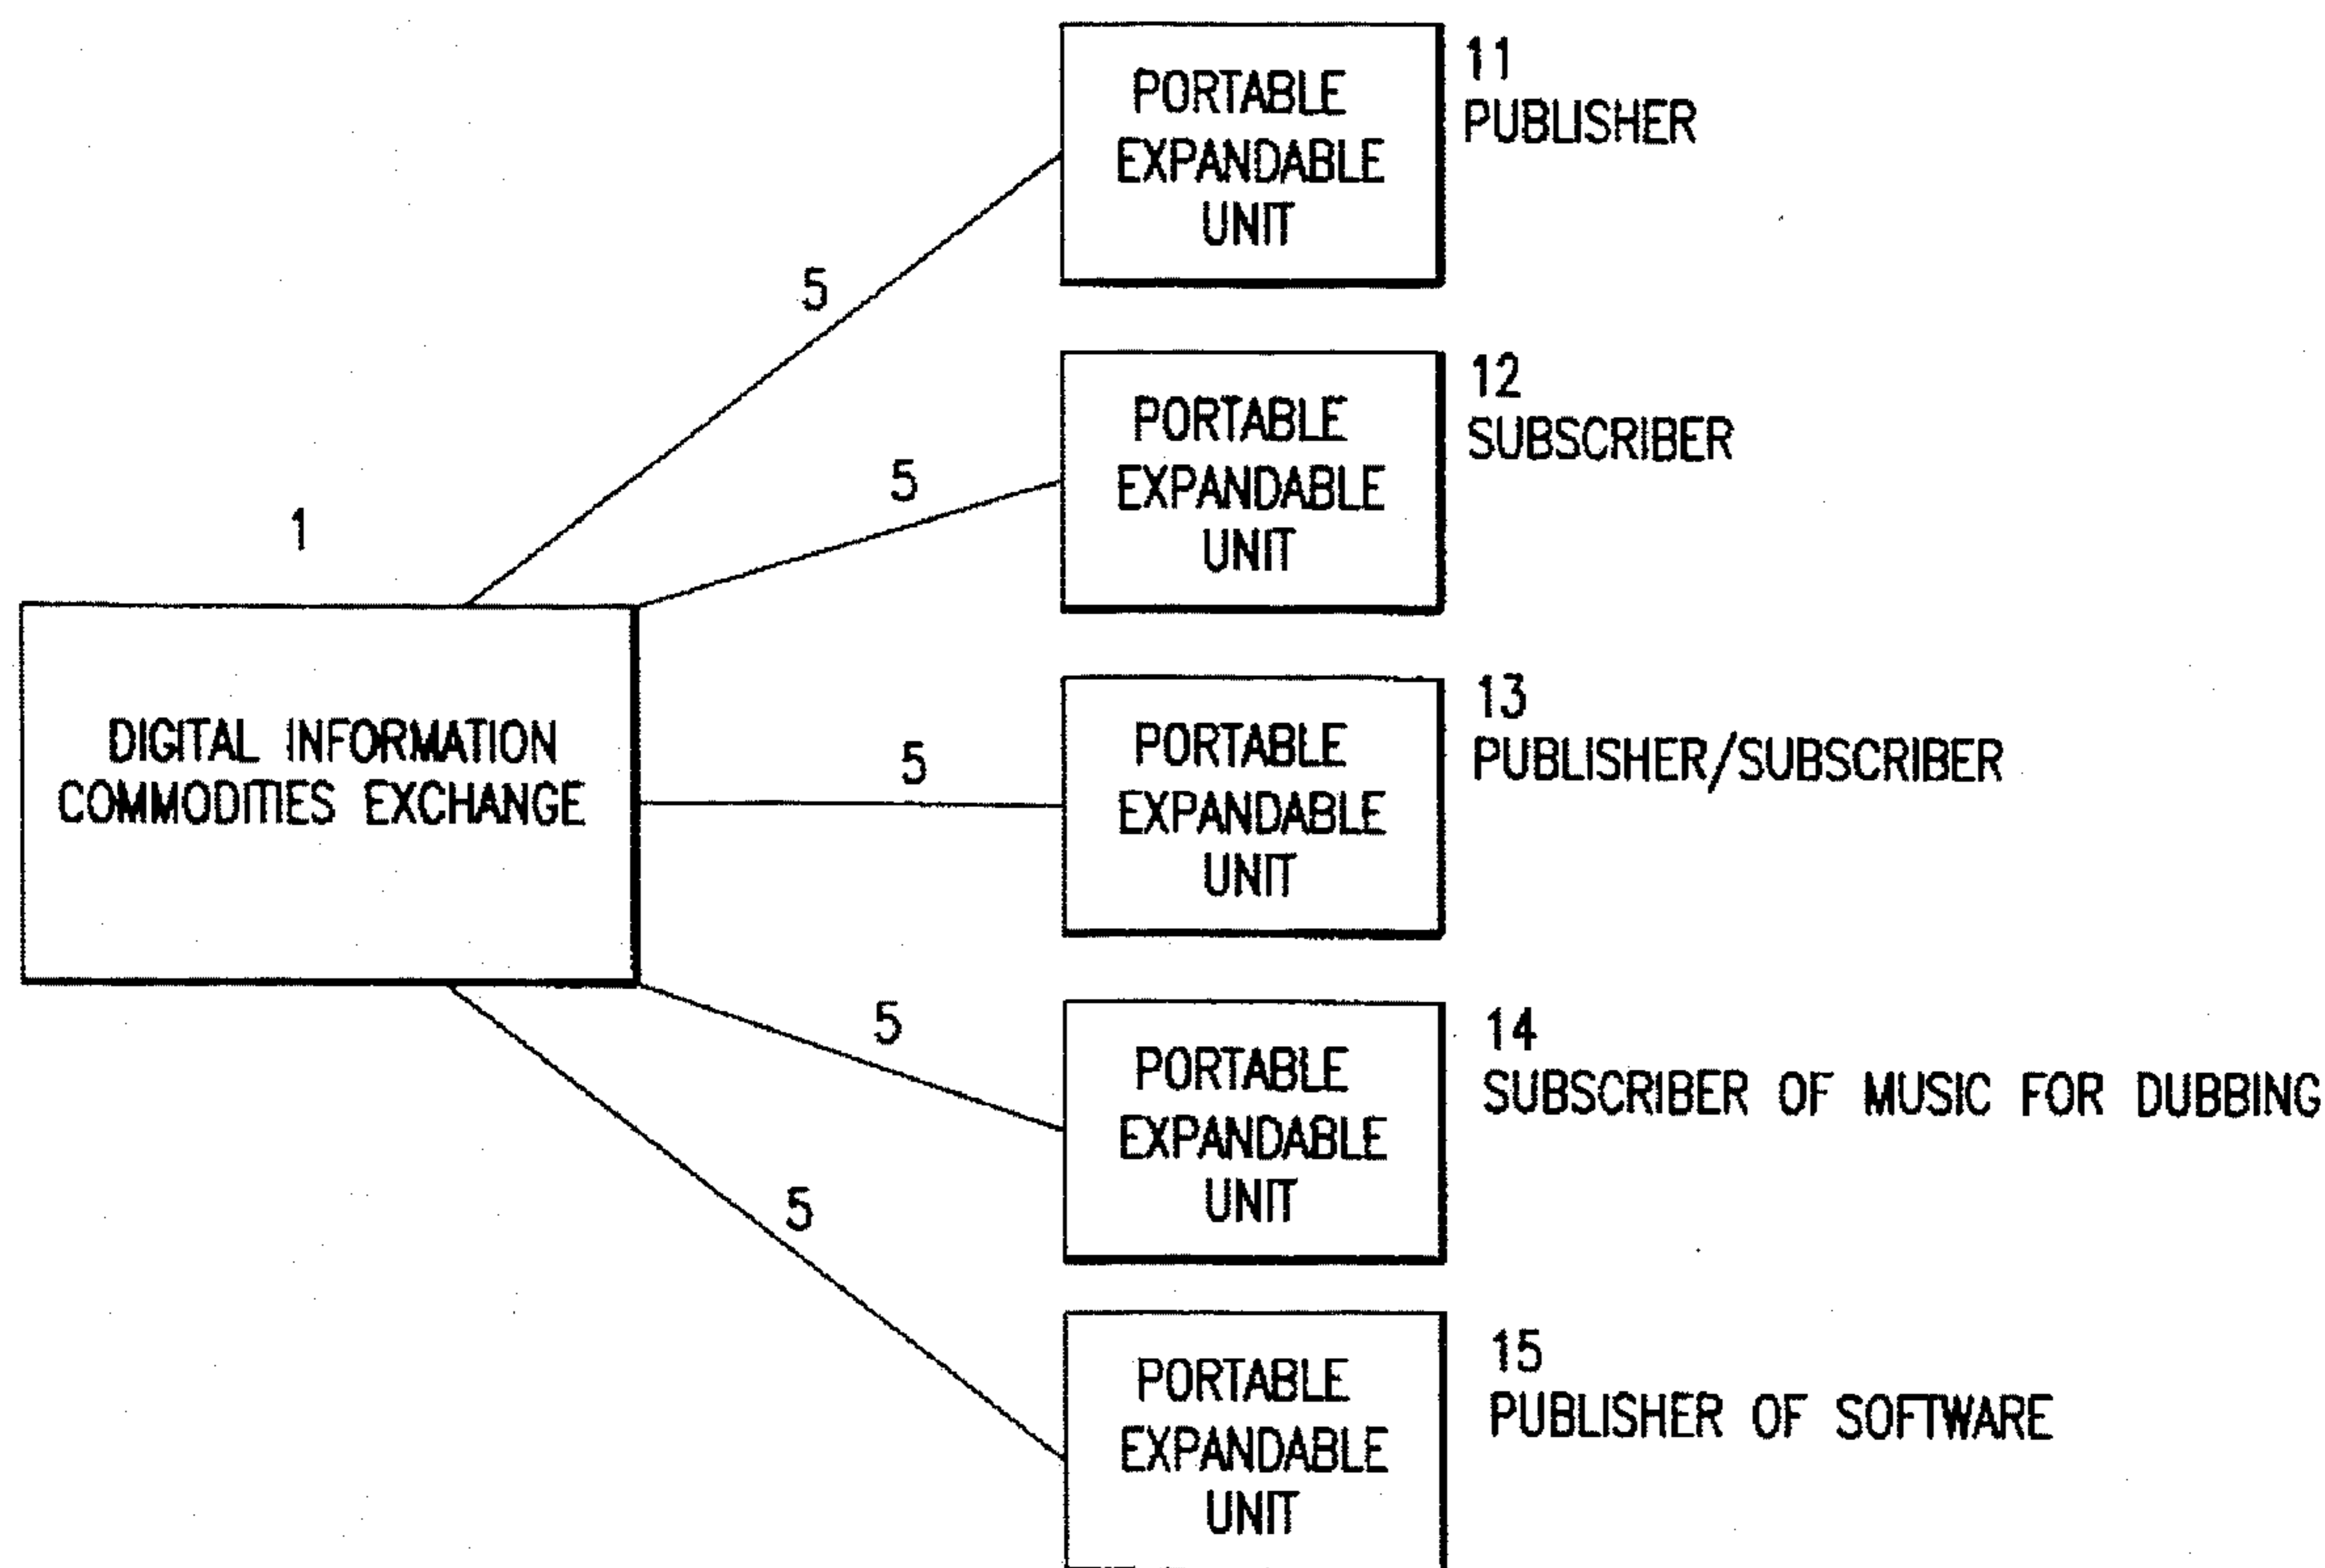 PORTABLE
EXPANDABLE
UNIT
11
PUBLISHER
5
PORTABLE
EXPANDABLE
UNIT
12
SUBSCRIBER
5
1
DIGITAL INFORMATION
COMMODITIES EXCHANGE
5
PORTABLE
EXPANDABLE
UNIT
13
PUBLISHER/SUBSCRIBER
5
PORTABLE
EXPANDABLE
UNIT
14
SUBSCRIBER OF MUSIC FOR DUBBING
5
PORTABLE
EXPANDABLE
UNIT
15
PUBLISHER OF SOFTWARE